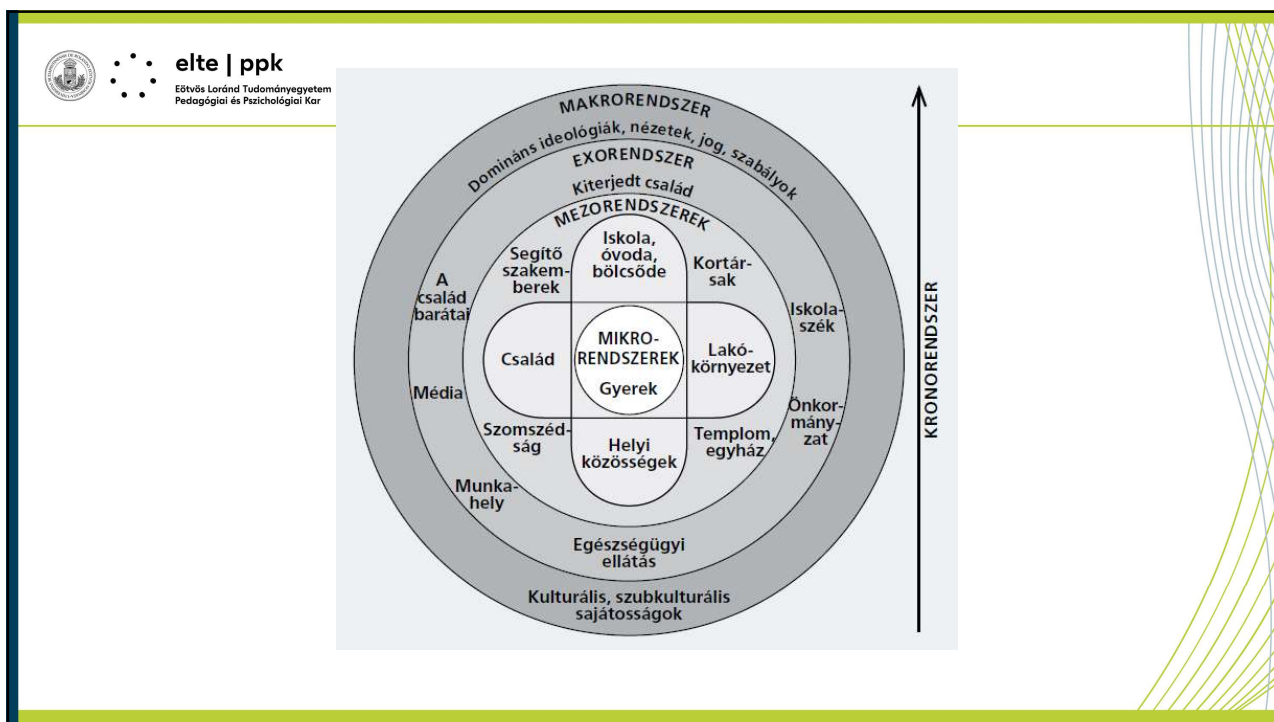 elte | ppk
Eötvös Loránd Tudományegyetem
Pedagógiai és Pszichológiai Kar
MAKRORENDSZER
Domináns ideológiák, nézetek, jog, szabályok
EXORENDSZER
Kiterjedt család
MEZORENDSZEREK
Segítő
szakem-
berek
Iskola,
óvoda,
bölcsőde
Kortár-
sak
A
család
barátai
Iskola-
szék
MIKRO-
RENDSZEREK
Gyerek
Család
Lakó-
környezet
Média
Önkor-
mány-
zat
Szomszéd-
ság
Helyi
közösségek
Templom,
egyház
Munka-
hely
Egészségügyi
ellátás
Kulturális, szubkulturális
sajátosságok
KRONORENDSZER